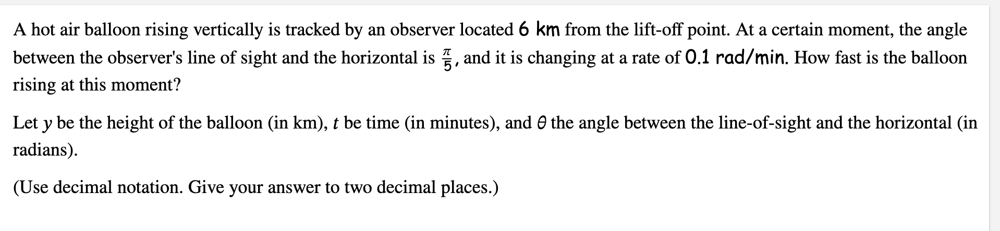 A hot air balloon rising vertically is tracked by an observer located 6 km from the lift-off point. At a certain moment, the angle
between the observer's line of sight and the horizontal is π/5, and it is changing at a rate of 0.1 rad/min. How fast is the balloon
rising at this moment?
Let y be the height of the balloon (in km), t be time (in minutes), and θ the angle between the line-of-sight and the horizontal (in
radians).
(Use decimal notation. Give your answer to two decimal places.)